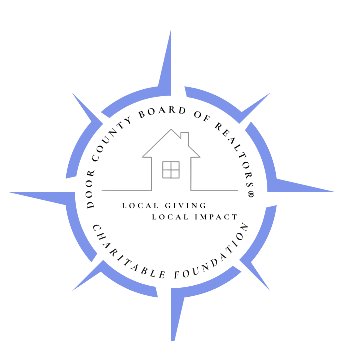 DOOR COUNTY BOARD OF REALTORS®
LOCAL GIVING
LOCAL IMPACT
CHARITABLE FOUNDATION